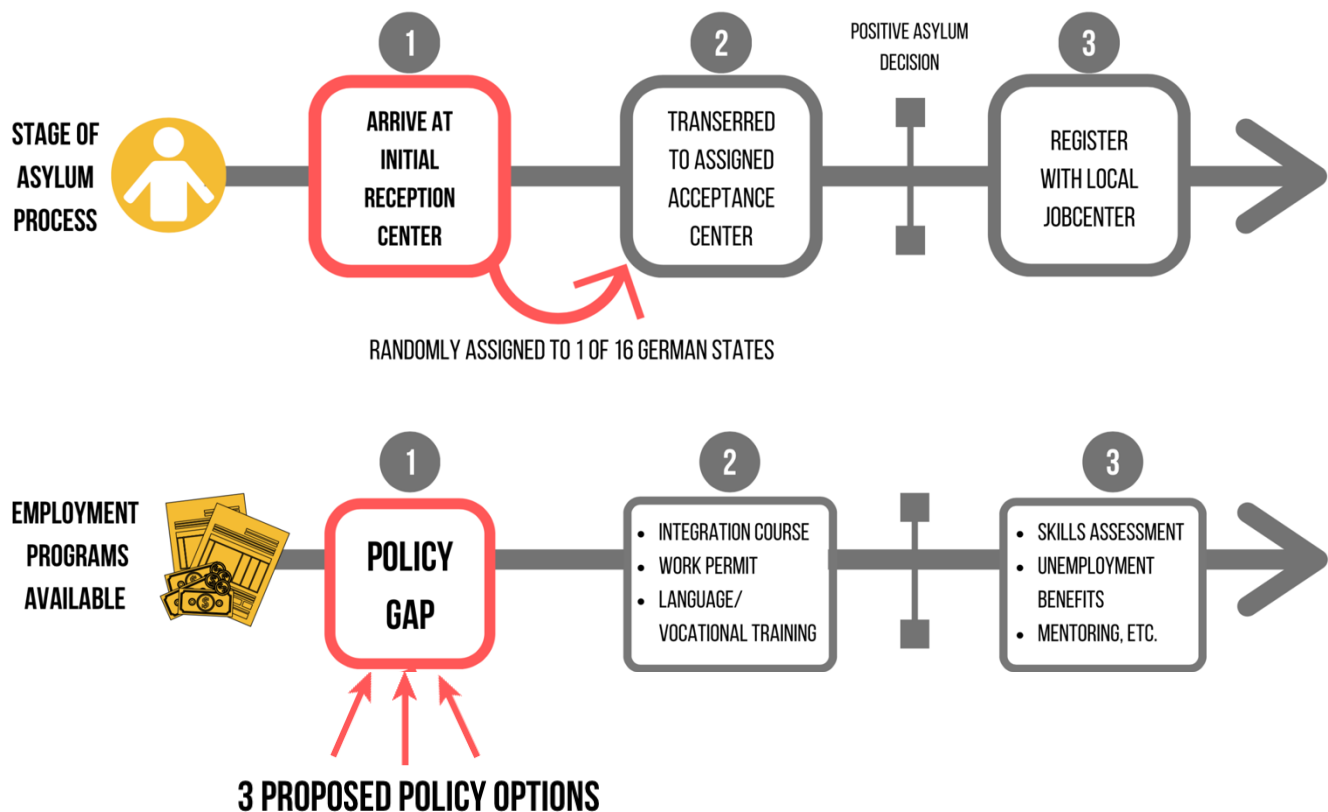 1
2
POSITIVE ASYLUM
DECISION
3
STAGE OF
ASYLUM
PROCESS
ARRIVE AT
INITIAL
RECEPTION
CENTER
TRANSERRED
TO ASSIGNED
ACCEPTANCE
CENTER
REGISTER
WITH LOCAL
JOBCENTER
RANDOMLY ASSIGNED TO 1 OF 16 GERMAN STATES
1
2
3
EMPLOYMENT
PROGRAMS
AVAILABLE
$
POLICY
GAP
• INTEGRATION COURSE
• WORK PERMIT
• LANGUAGE/
VOCATIONAL TRAINING
• SKILLS ASSESSMENT
• UNEMPLOYMENT
BENEFITS
• MENTORING, ETC.
3 PROPOSED POLICY OPTIONS